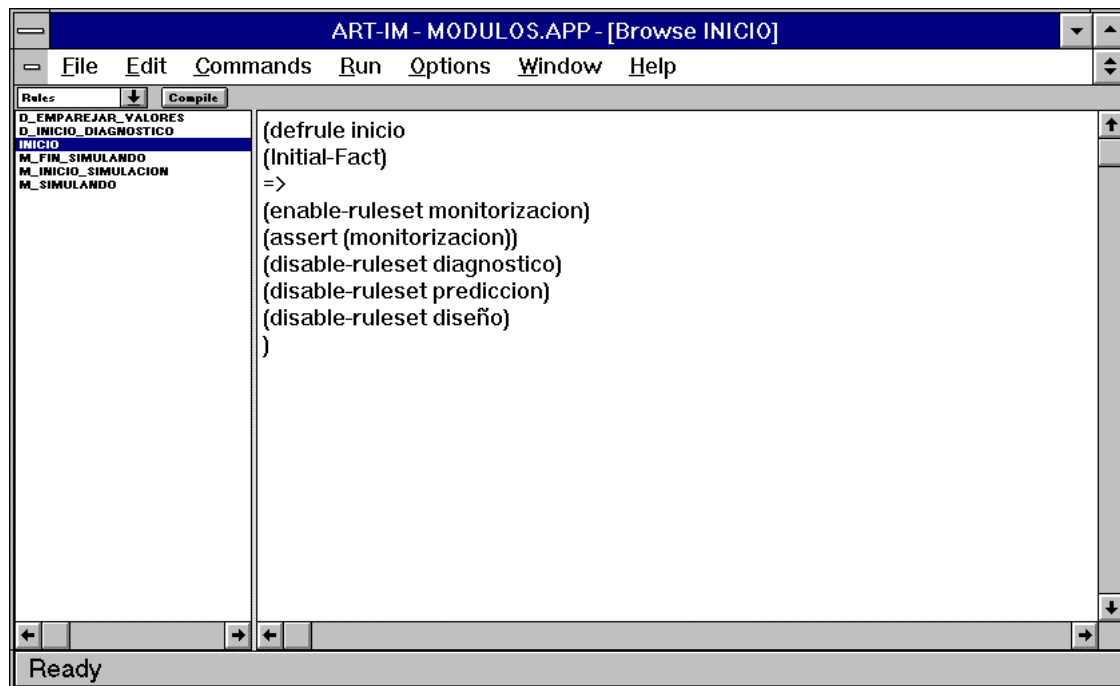 ART-IM - MODULOS.APP - [Browse INICIO]
File Edit Commands Run Options Window Help
Rules Compile
D_EMPAREJAR_VALORES
D_INICIO_DIAGNOSTICO
INICIO
M_FIN_SIMULANDO
M_INICIO_SIMULACION
M_SIMULANDO
(defrule inicio
(Initial-Fact)
=>
(enable-ruleset monitorizacion)
(assert (monitorizacion))
(disable-ruleset diagnostico)
(disable-ruleset prediccion)
(disable-ruleset diseño)
)
Ready